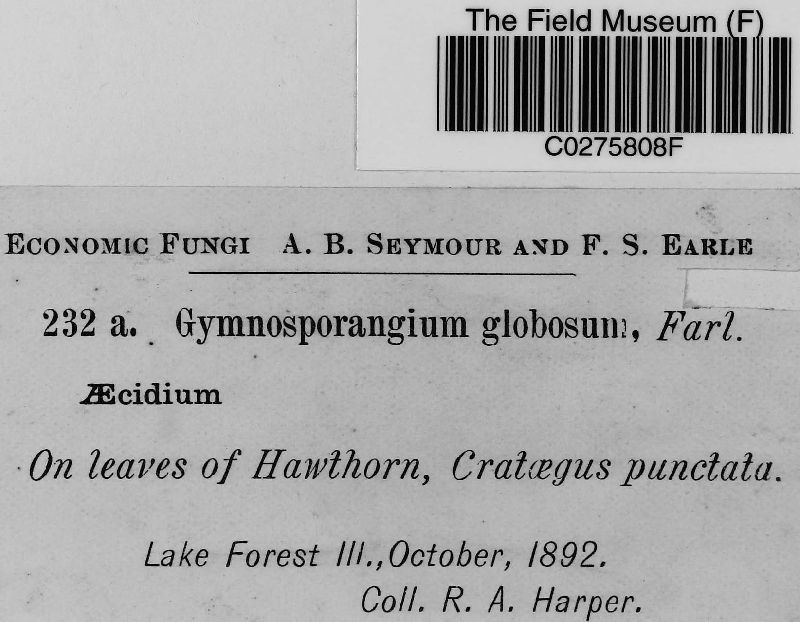 The Field Museum (F)
C0275808F
ECONOMIC FUNGI A. B. SEYMOUR AND F. S. EARLE
232 a. Gymnosporangium globosum, Farl.
Æcidium
On leaves of Hawthorn, Cratægus punctata.
Lake Forest Ill., October, 1892.
Coll. R. A. Harper.